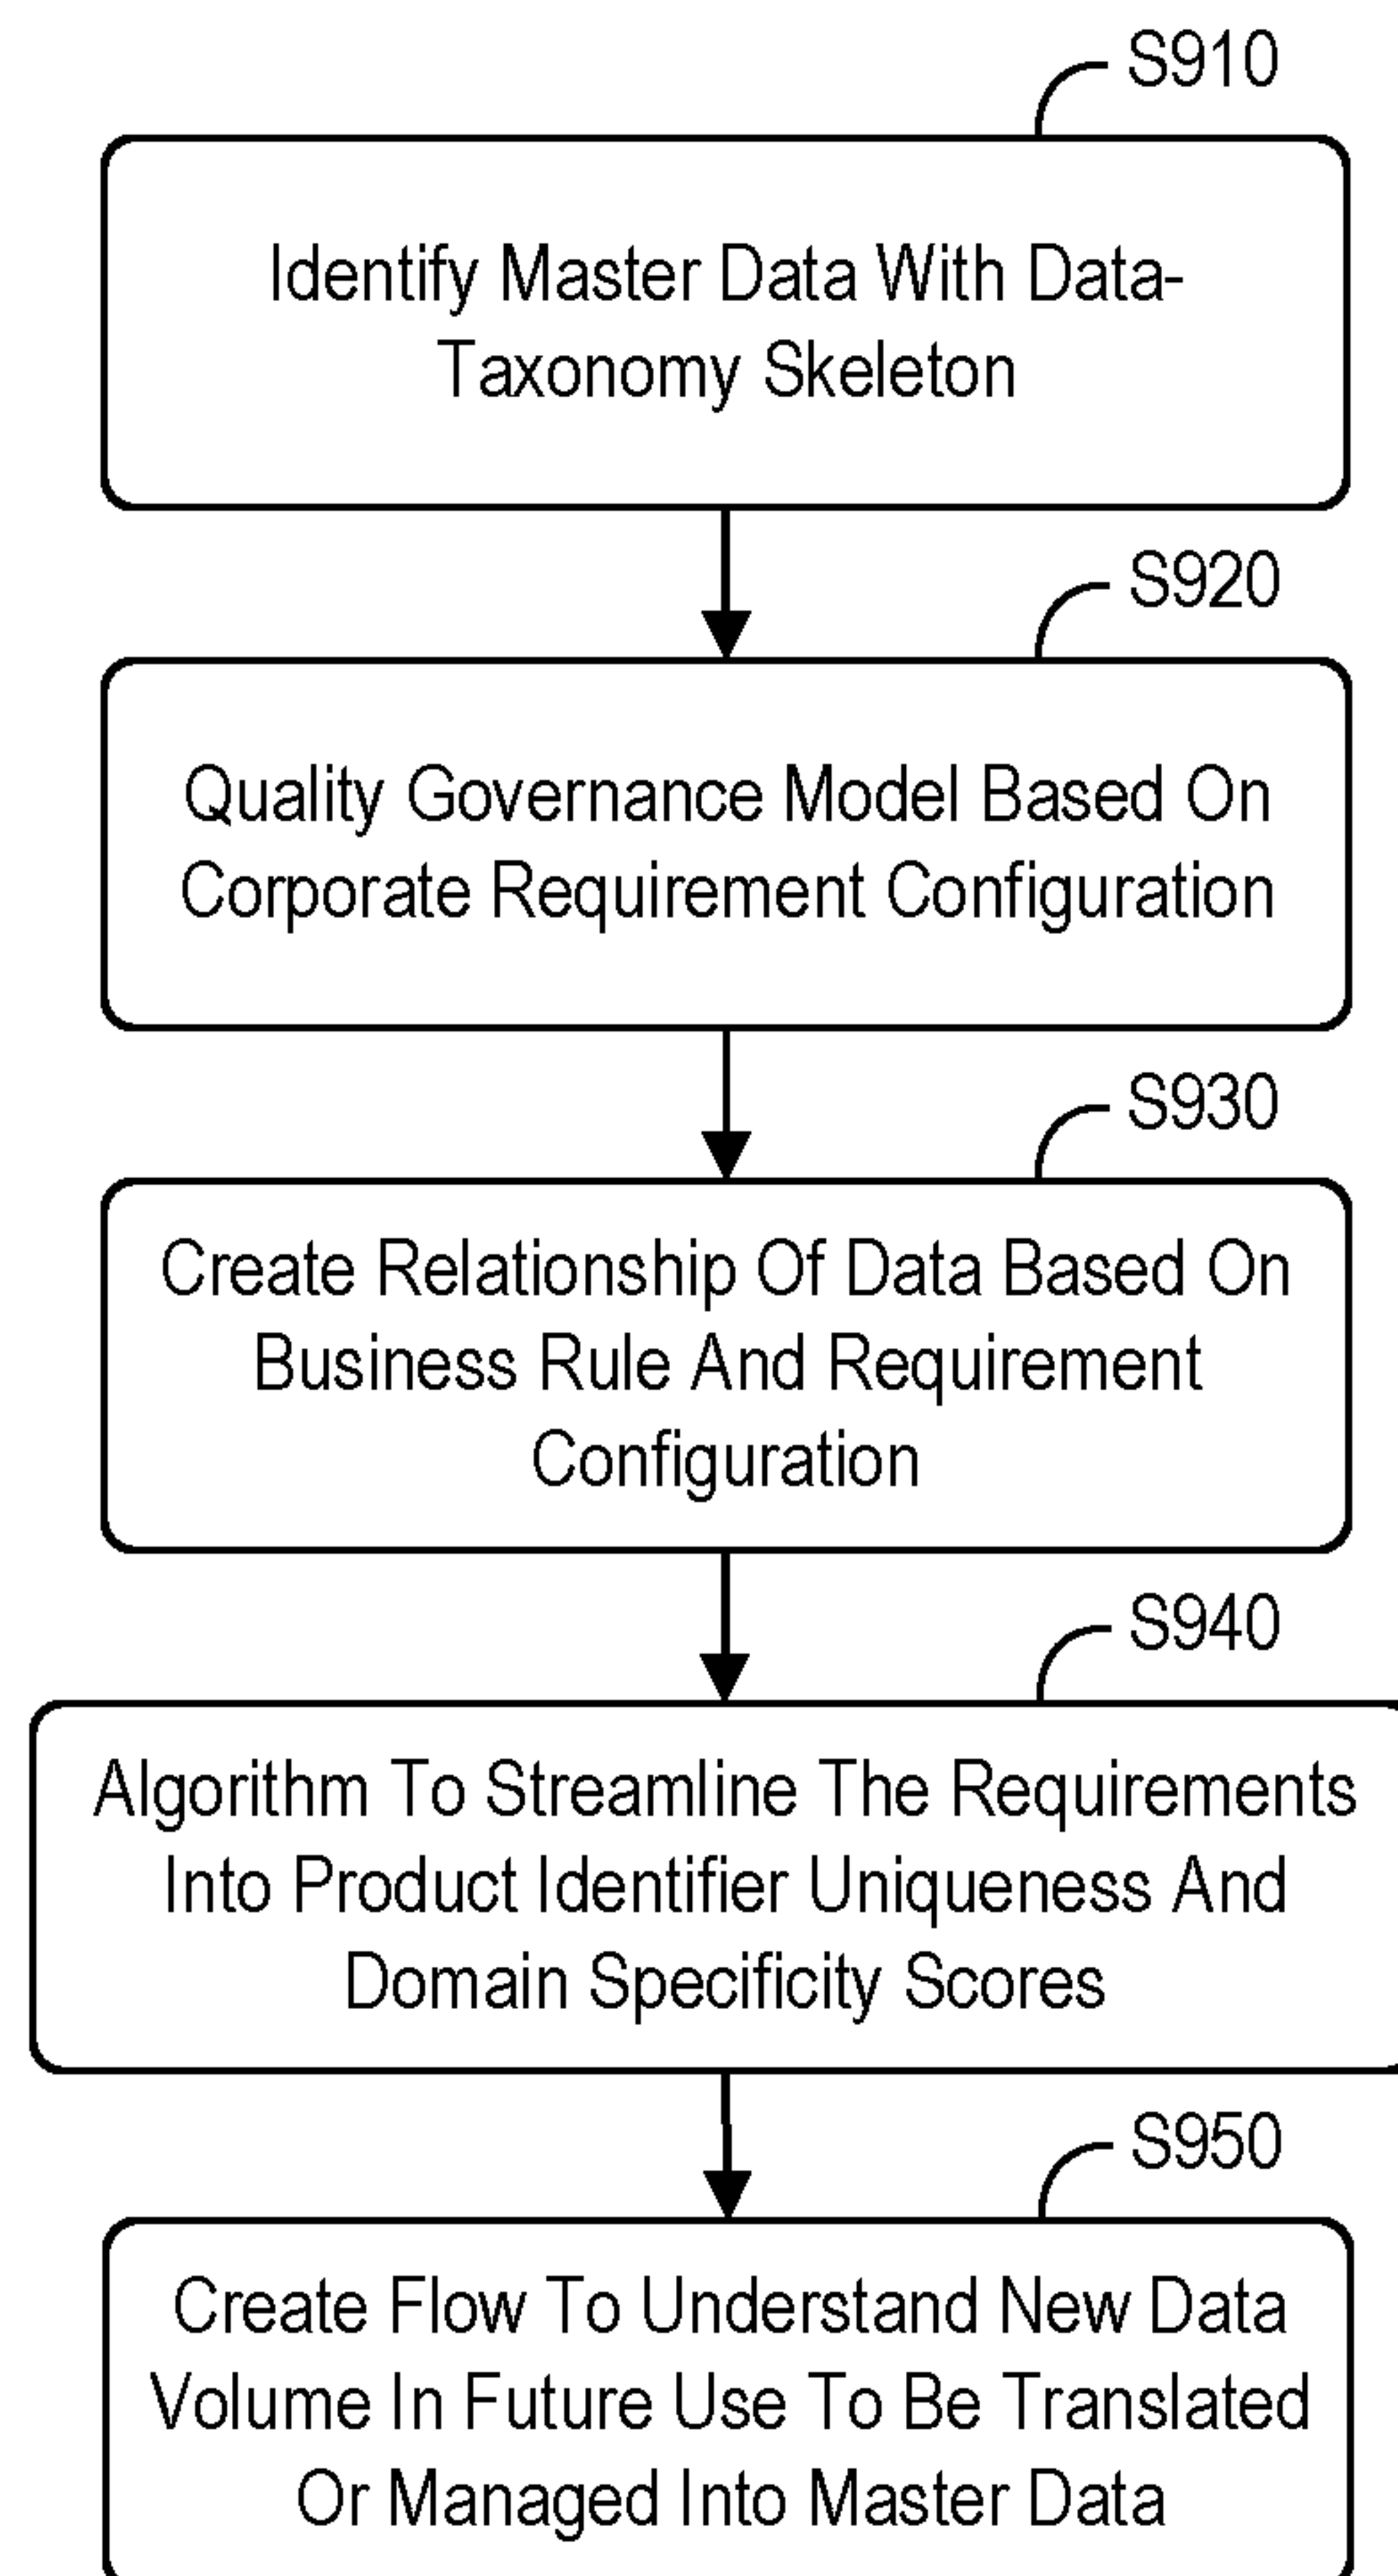 S910
Identify Master Data With Data-
Taxonomy Skeleton
S920
Quality Governance Model Based On
Corporate Requirement Configuration
S930
Create Relationship Of Data Based On
Business Rule And Requirement
Configuration
S940
Algorithm To Streamline The Requirements
Into Product Identifier Uniqueness And
Domain Specificity Scores
S950
Create Flow To Understand New Data
Volume In Future Use To Be Translated
Or Managed Into Master Data